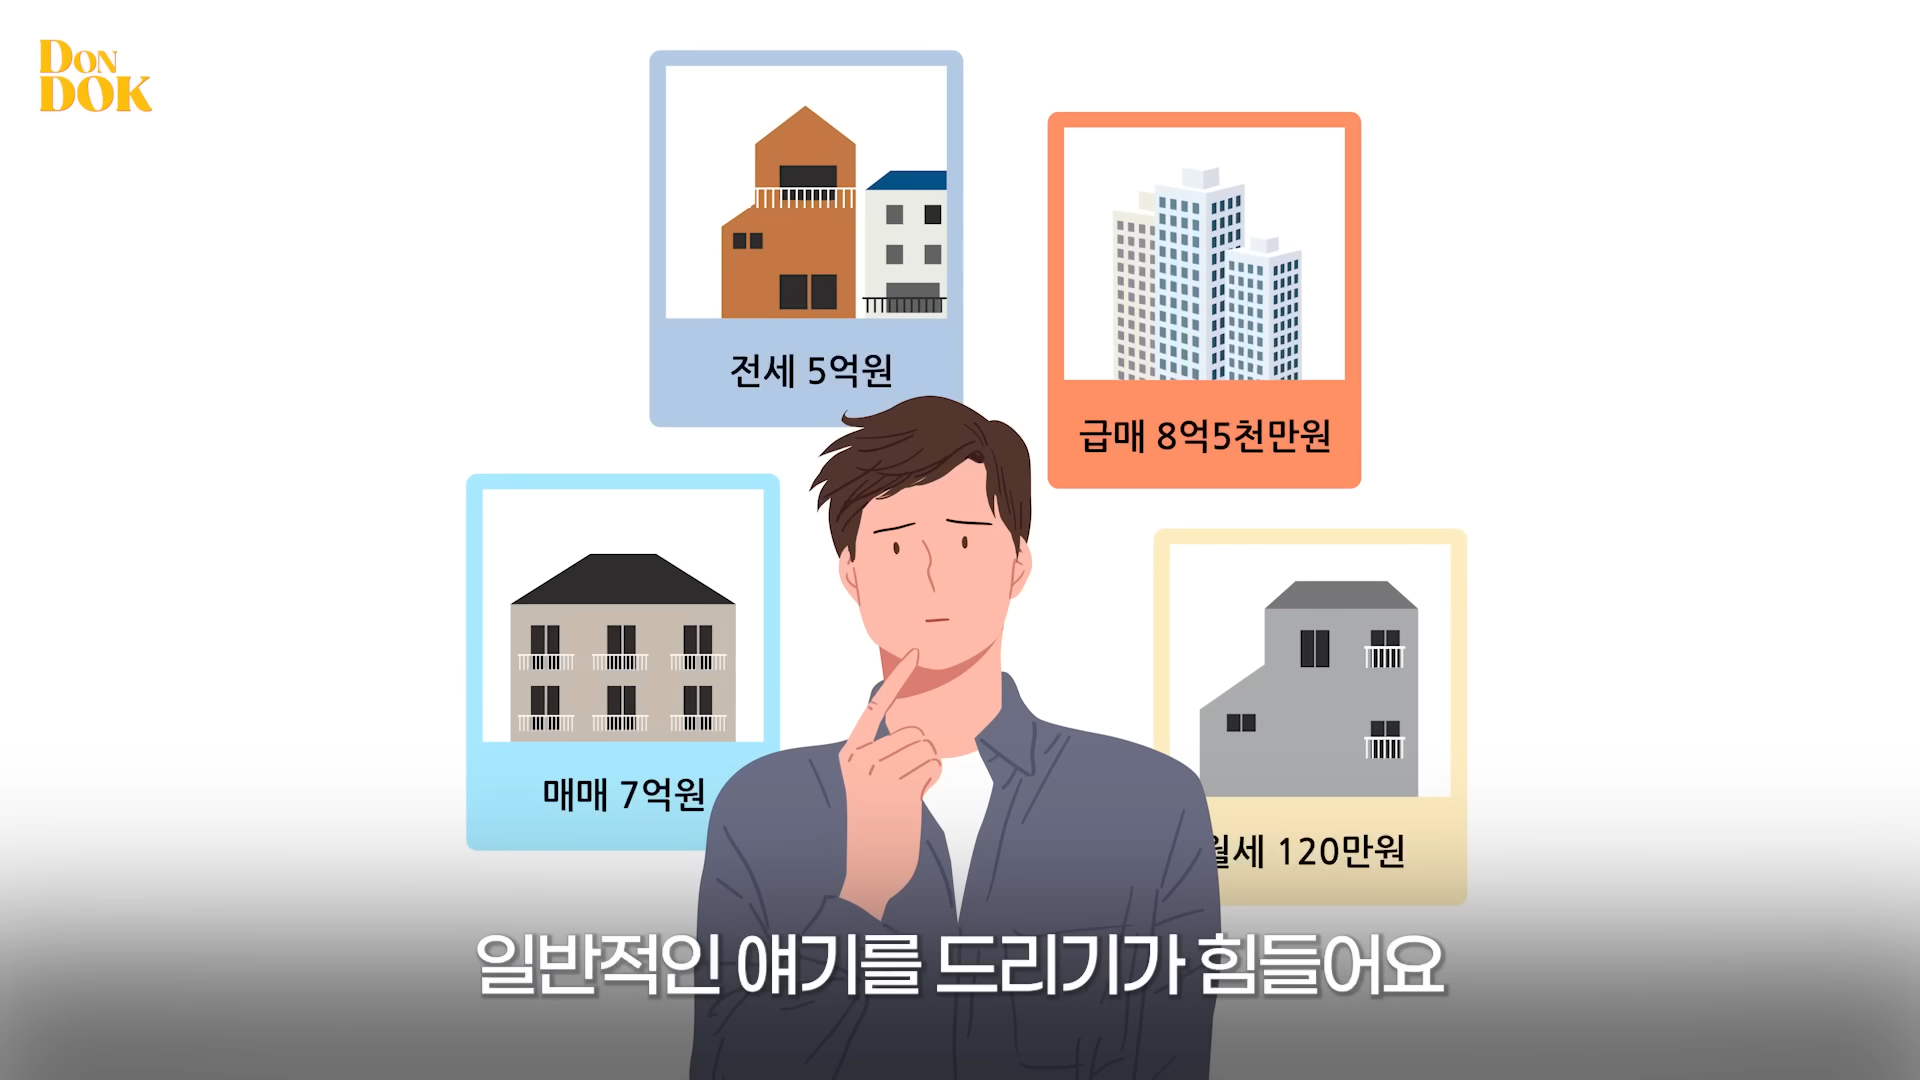 DON
DOK
전세 5억원
급매 8억5천만원
매매 7억원
월세 120만원
일반적인 얘기를 드리기가 힘들어요